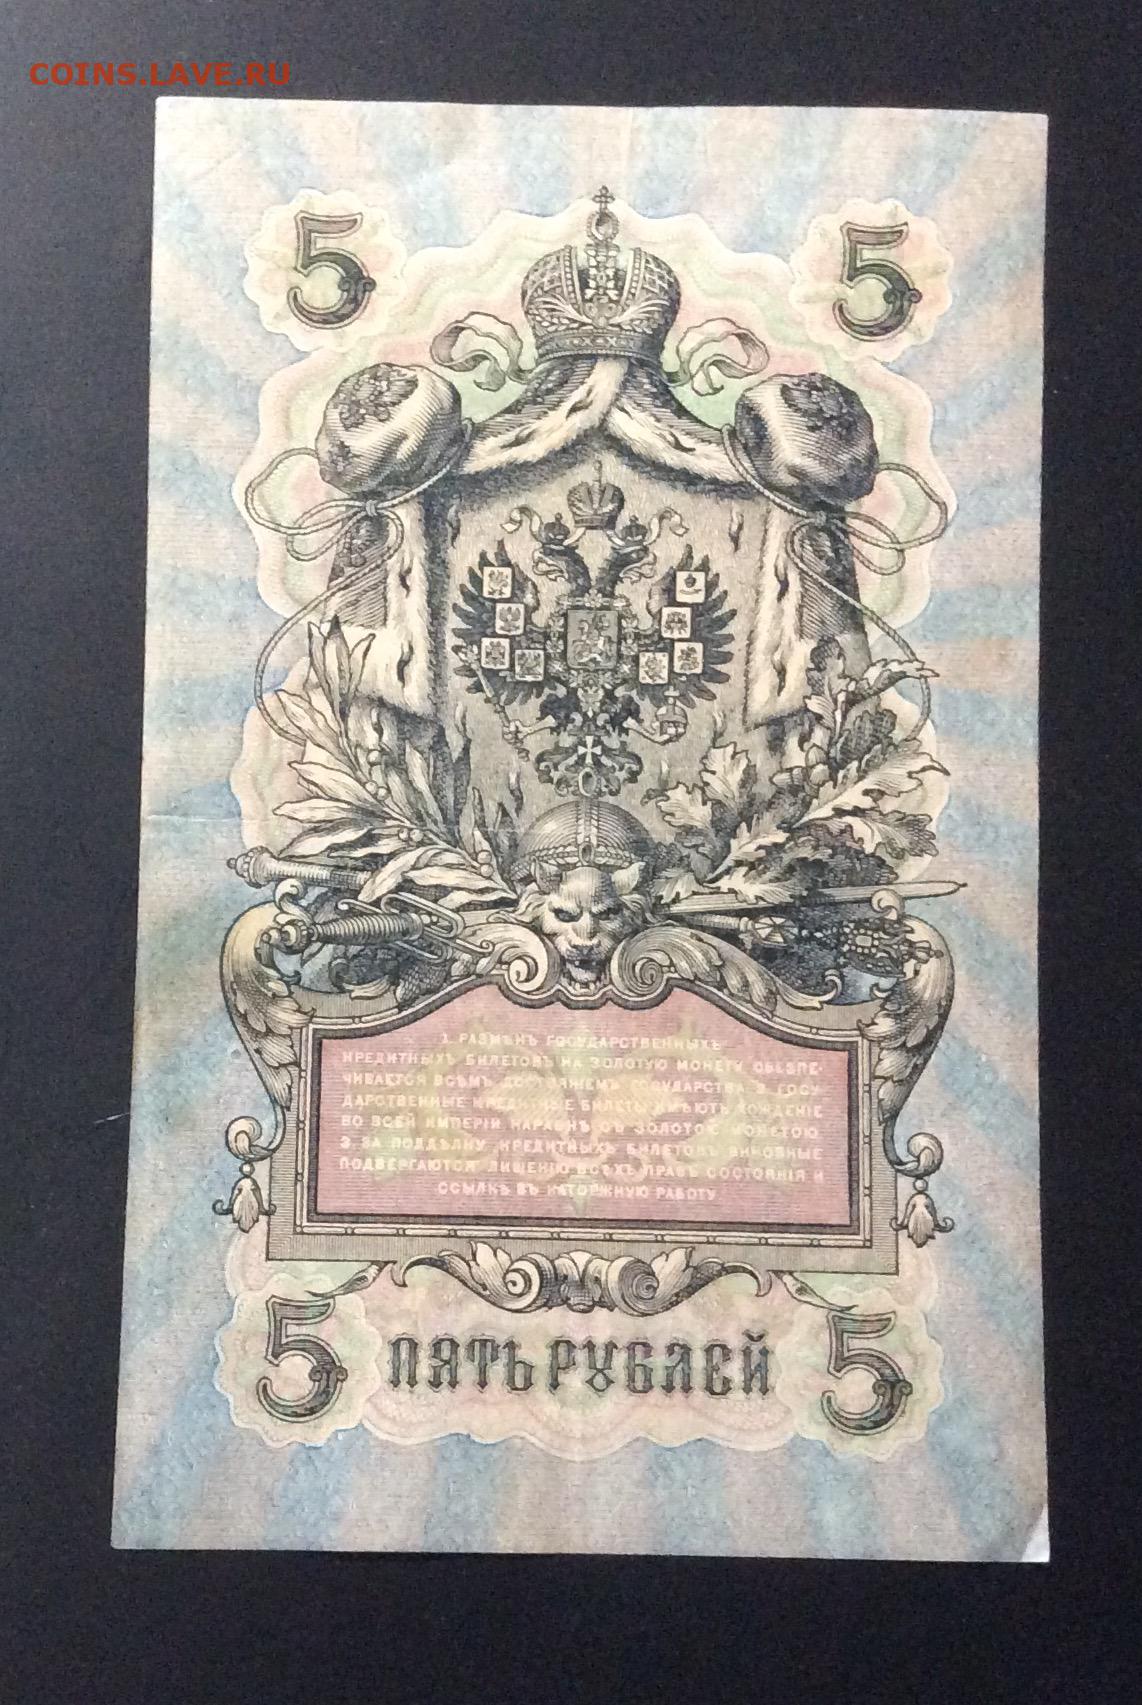 COINS.LAVE.RU
5 5
1. РАЗМѢНЪ ГОСУДАРСТВЕННЫХЪ
КРЕДИТНЫХЪ БИЛЕТОВЪ НА ЗОЛОТУЮ МОНЕТУ ОБЕЗПЕ-
ЧИВАЕТСЯ ВСѢМЪ ДОСТОЯНІЕМЪ ГОСУДАРСТВА 2. ГОСУ-
ДАРСТВЕННЫЕ КРЕДИТНЫЕ БИЛЕТЫ ИМѢЮТЪ ХОЖДЕНІЕ
ВО ВСЕЙ ИМПЕРІИ НАРАВНѢ СЪ ЗОЛОТОЮ МОНЕТОЮ
3. ЗА ПОДДѢЛКУ КРЕДИТНЫХЪ БИЛЕТОВЪ ВИНОВНЫЕ
ПОДВЕРГАЮТСЯ ЛИШЕНІЮ ВСѢХЪ ПРАВЪ СОСТОЯНІЯ И
ССЫЛКѢ ВЪ КАТОРЖНУЮ РАБОТУ
5 ПЯТЬ РУБЛЕЙ 5